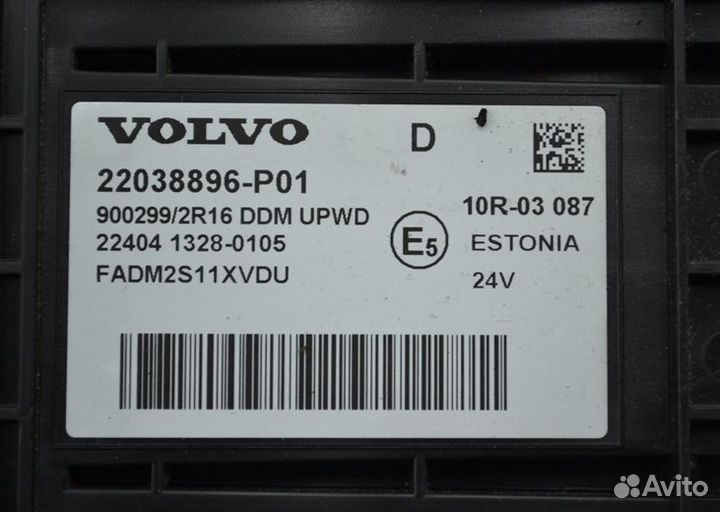 VOLVO D
22038896-P01
900299/2R16 DDM UPWD
22404 1328-0105
FADM2S11XVDU
10R-03 087
E5 ESTONIA
24V
Avito